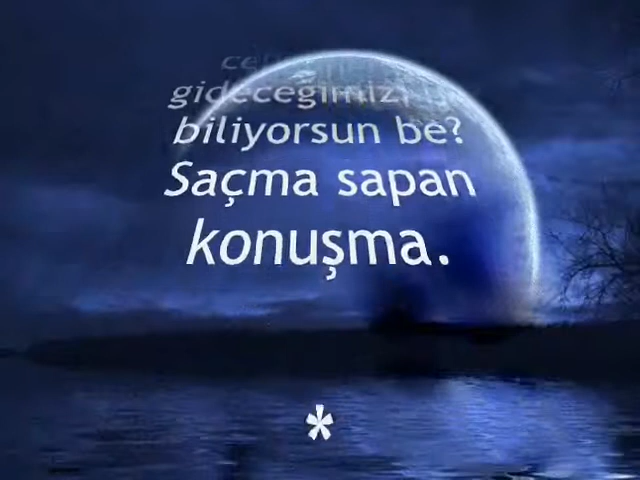 gideceğimizi
biliyorsun be?
Saçma sapan
konuşma.
*